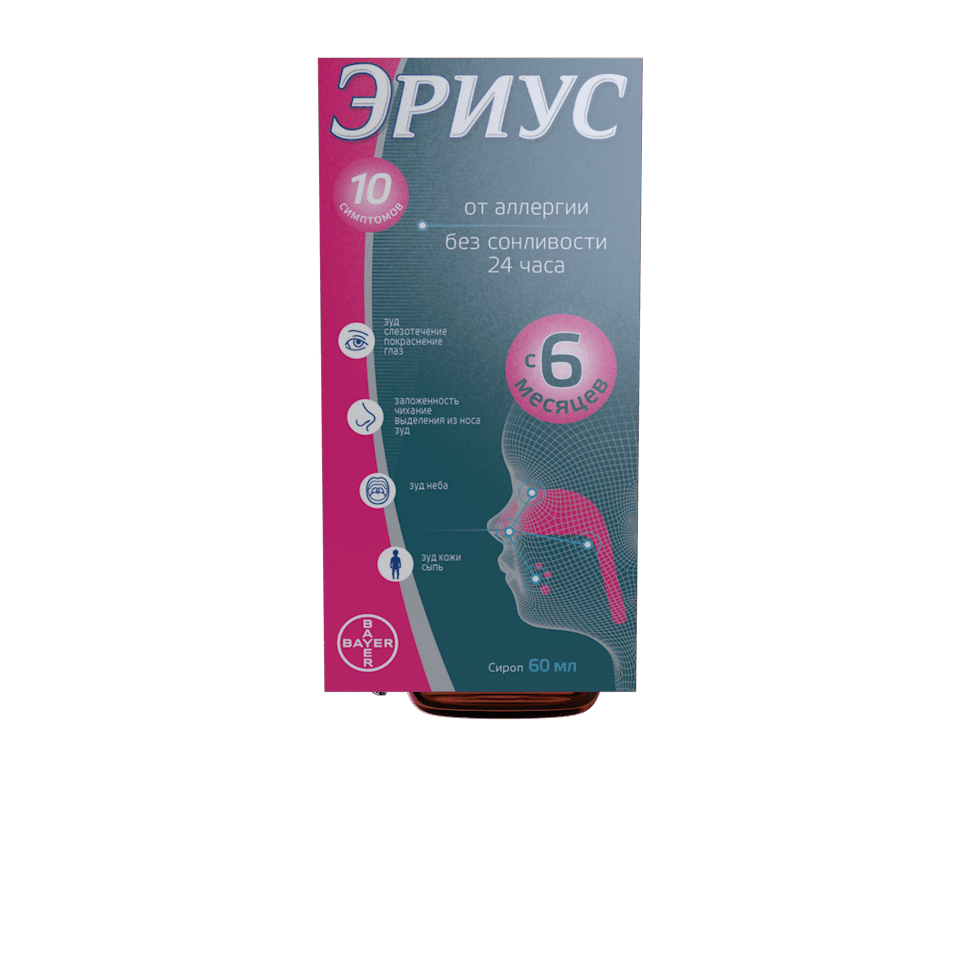 ЭРИУС
10
СИМПТОМОВ
от аллергии
без сонливости
24 часа
зуд
слезотечение
покраснение
глаз
с 6
месяцев
заложенность
чихание
выделения из носа
зуд
зуд неба
зуд кожи
сыпь
BAYER
BAYER
Сироп 60 мл